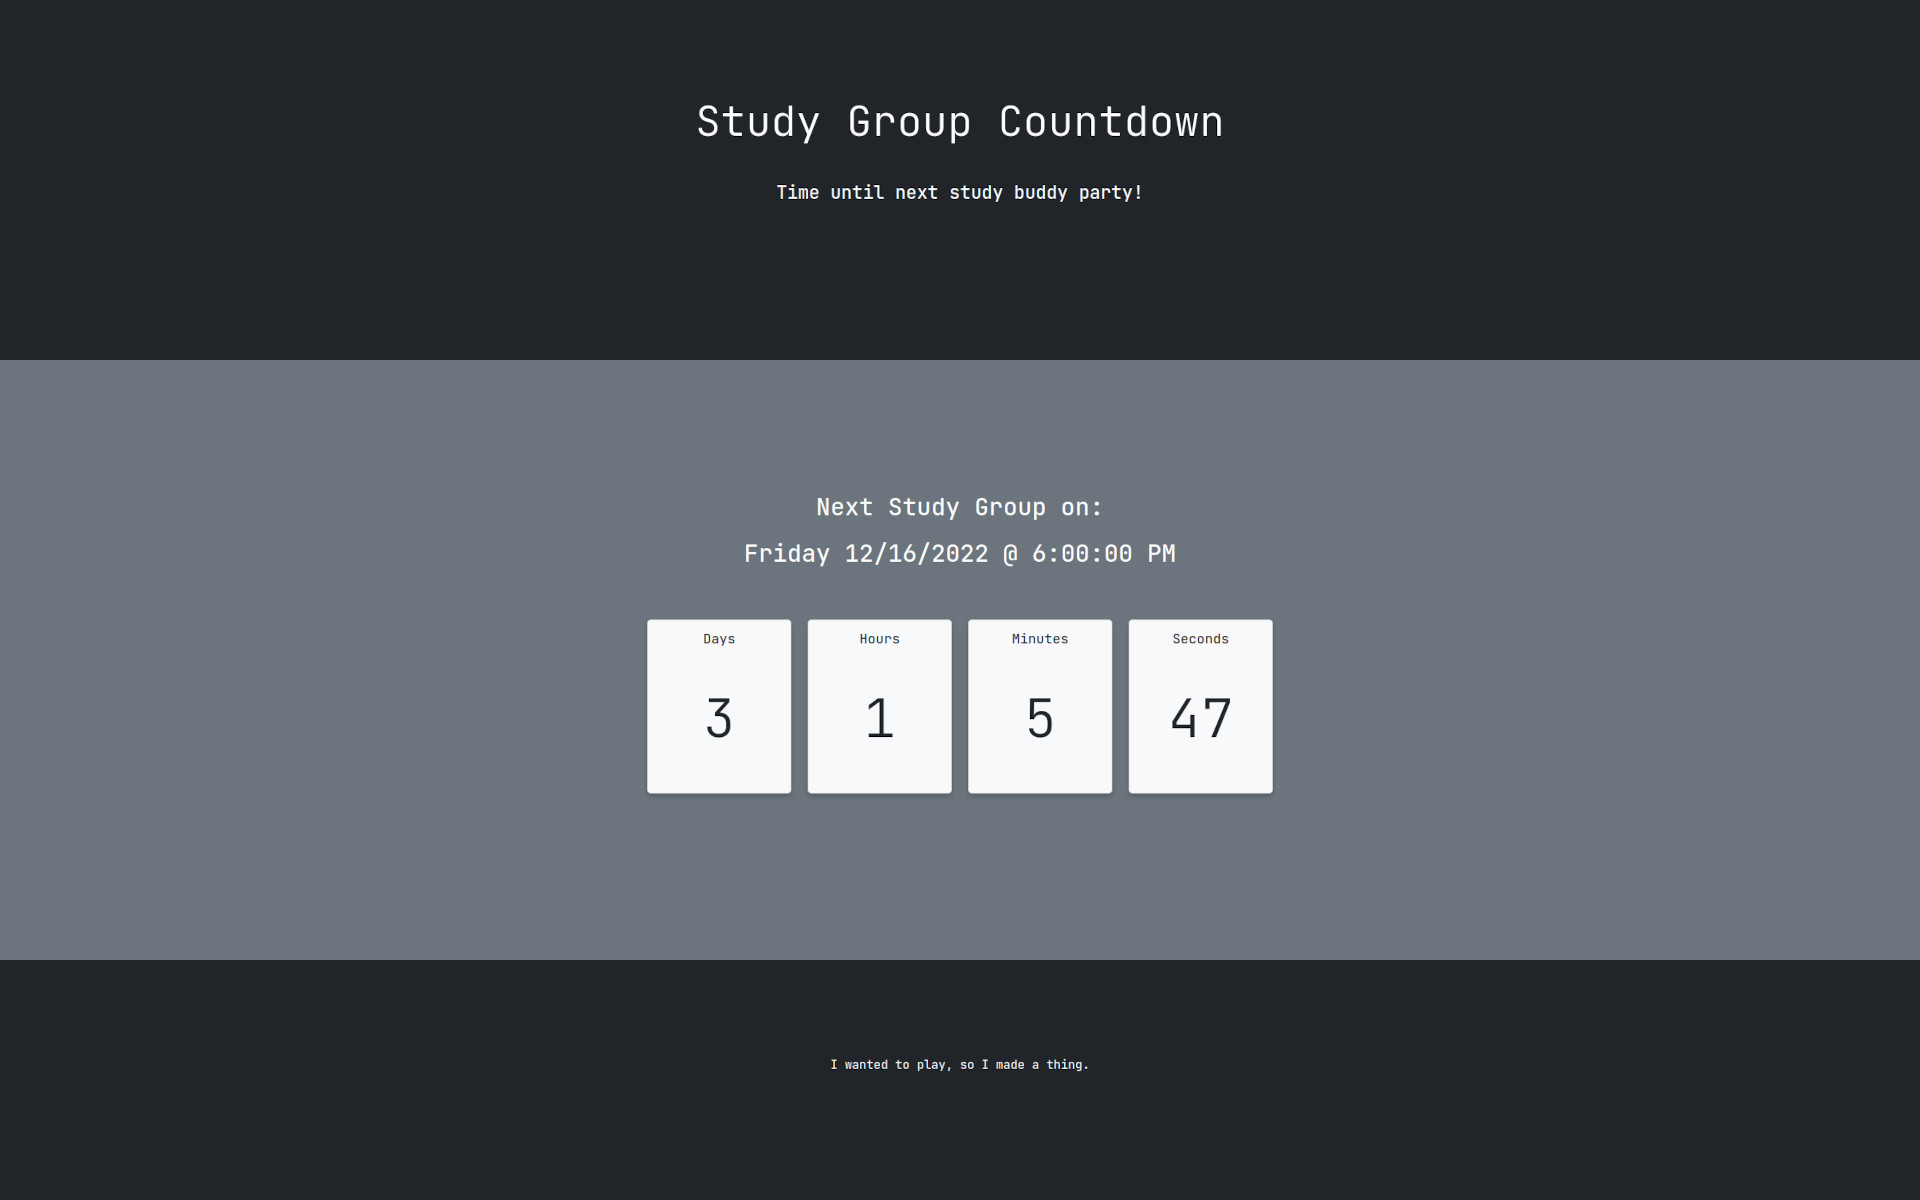 Study Group Countdown
Time until next study buddy party!
Next Study Group on:
Friday 12/16/2022 @ 6:00:00 PM
Days Hours Minutes Seconds
3 1 5 47
I wanted to play, so I made a thing.